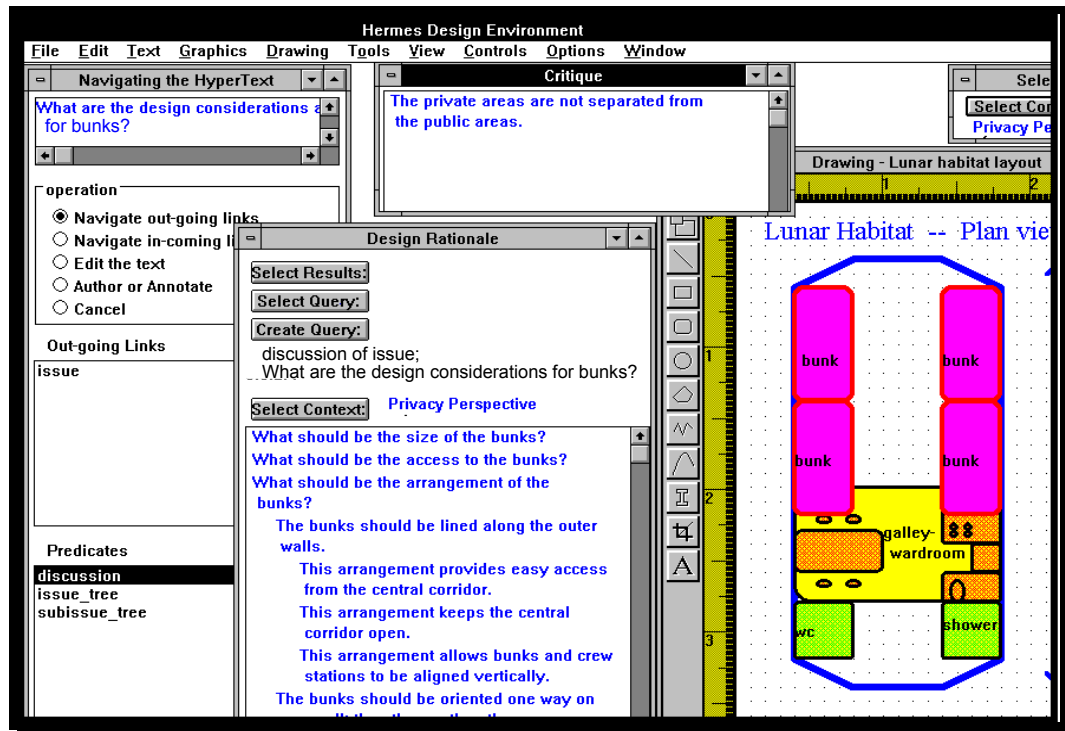 Hermes Design Environment
File Edit Text Graphics Drawing Tools View Controls Options Window
Navigating the HyperText
What are the design considerations
for bunks?
operation
Navigate out-going links
Navigate in-coming
Edit the text
Author or Annotate
Cancel
Out-going Links
issue
Predicates
discussion
issue_tree
subissue_tree
Critique
The private areas are not separated from
the public areas.
Design Rationale
Select Results:
Select Query:
Create Query:
discussion of issue;
What are the design considerations for bunks?
Select Context:
Privacy Perspective
What should be the size of the bunks?
What should be the access to the bunks?
What should be the arrangement of the
bunks?
The bunks should be lined along the outer
walls.
This arrangement provides easy access
from the central corridor.
This arrangement keeps the central
corridor open.
This arrangement allows bunks and crew
stations to be aligned vertically.
The bunks should be oriented one way on
Sele
Select Cor
Privacy Pe
Drawing - Lunar habitat layout
1
2
Lunar Habitat -- Plan vie
1
2
3
A
bunk
bunk
bunk
bunk
galley-
wardroom
wc
shower